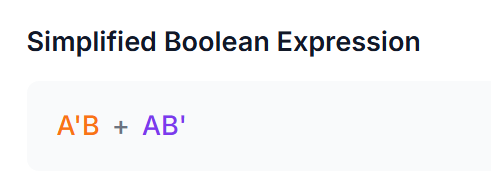 Simplified Boolean Expression
A'B + AB'